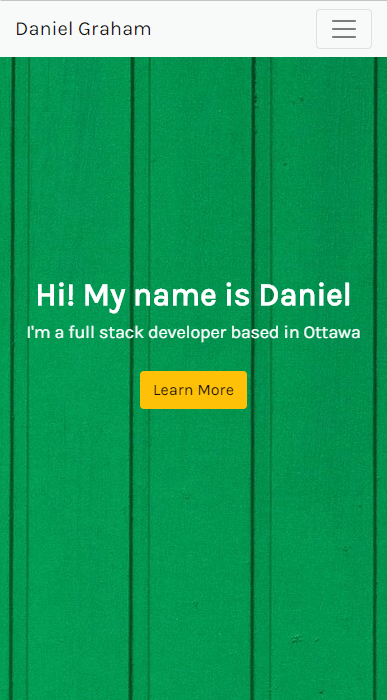 Daniel Graham
Hi! My name is Daniel
I'm a full stack developer based in Ottawa
Learn More